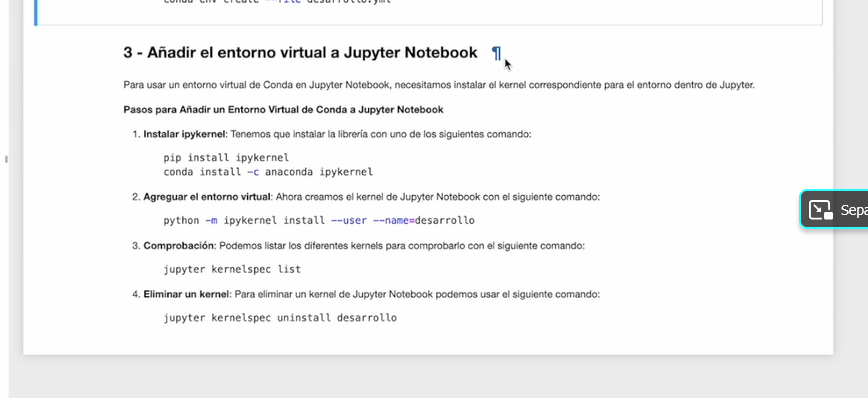 conda env create --file desarrollo.yml
3 - Añadir el entorno virtual a Jupyter Notebook ¶
Para usar un entorno virtual de Conda en Jupyter Notebook, necesitamos instalar el kernel correspondiente para el entorno dentro de Jupyter.
Pasos para Añadir un Entorno Virtual de Conda a Jupyter Notebook
1. Instalar ipykernel: Tenemos que instalar la librería con uno de los siguientes comando:
pip install ipykernel
conda install -c anaconda ipykernel
2. Agreguar el entorno virtual: Ahora creamos el kernel de Jupyter Notebook con el siguiente comando:
python -m ipykernel install --user --name=desarrollo
Sepa
3. Comprobación: Podemos listar los diferentes kernels para comprobarlo con el siguiente comando:
jupyter kernelspec list
4. Eliminar un kernel: Para eliminar un kernel de Jupyter Notebook podemos usar el siguiente comando:
jupyter kernelspec uninstall desarrollo